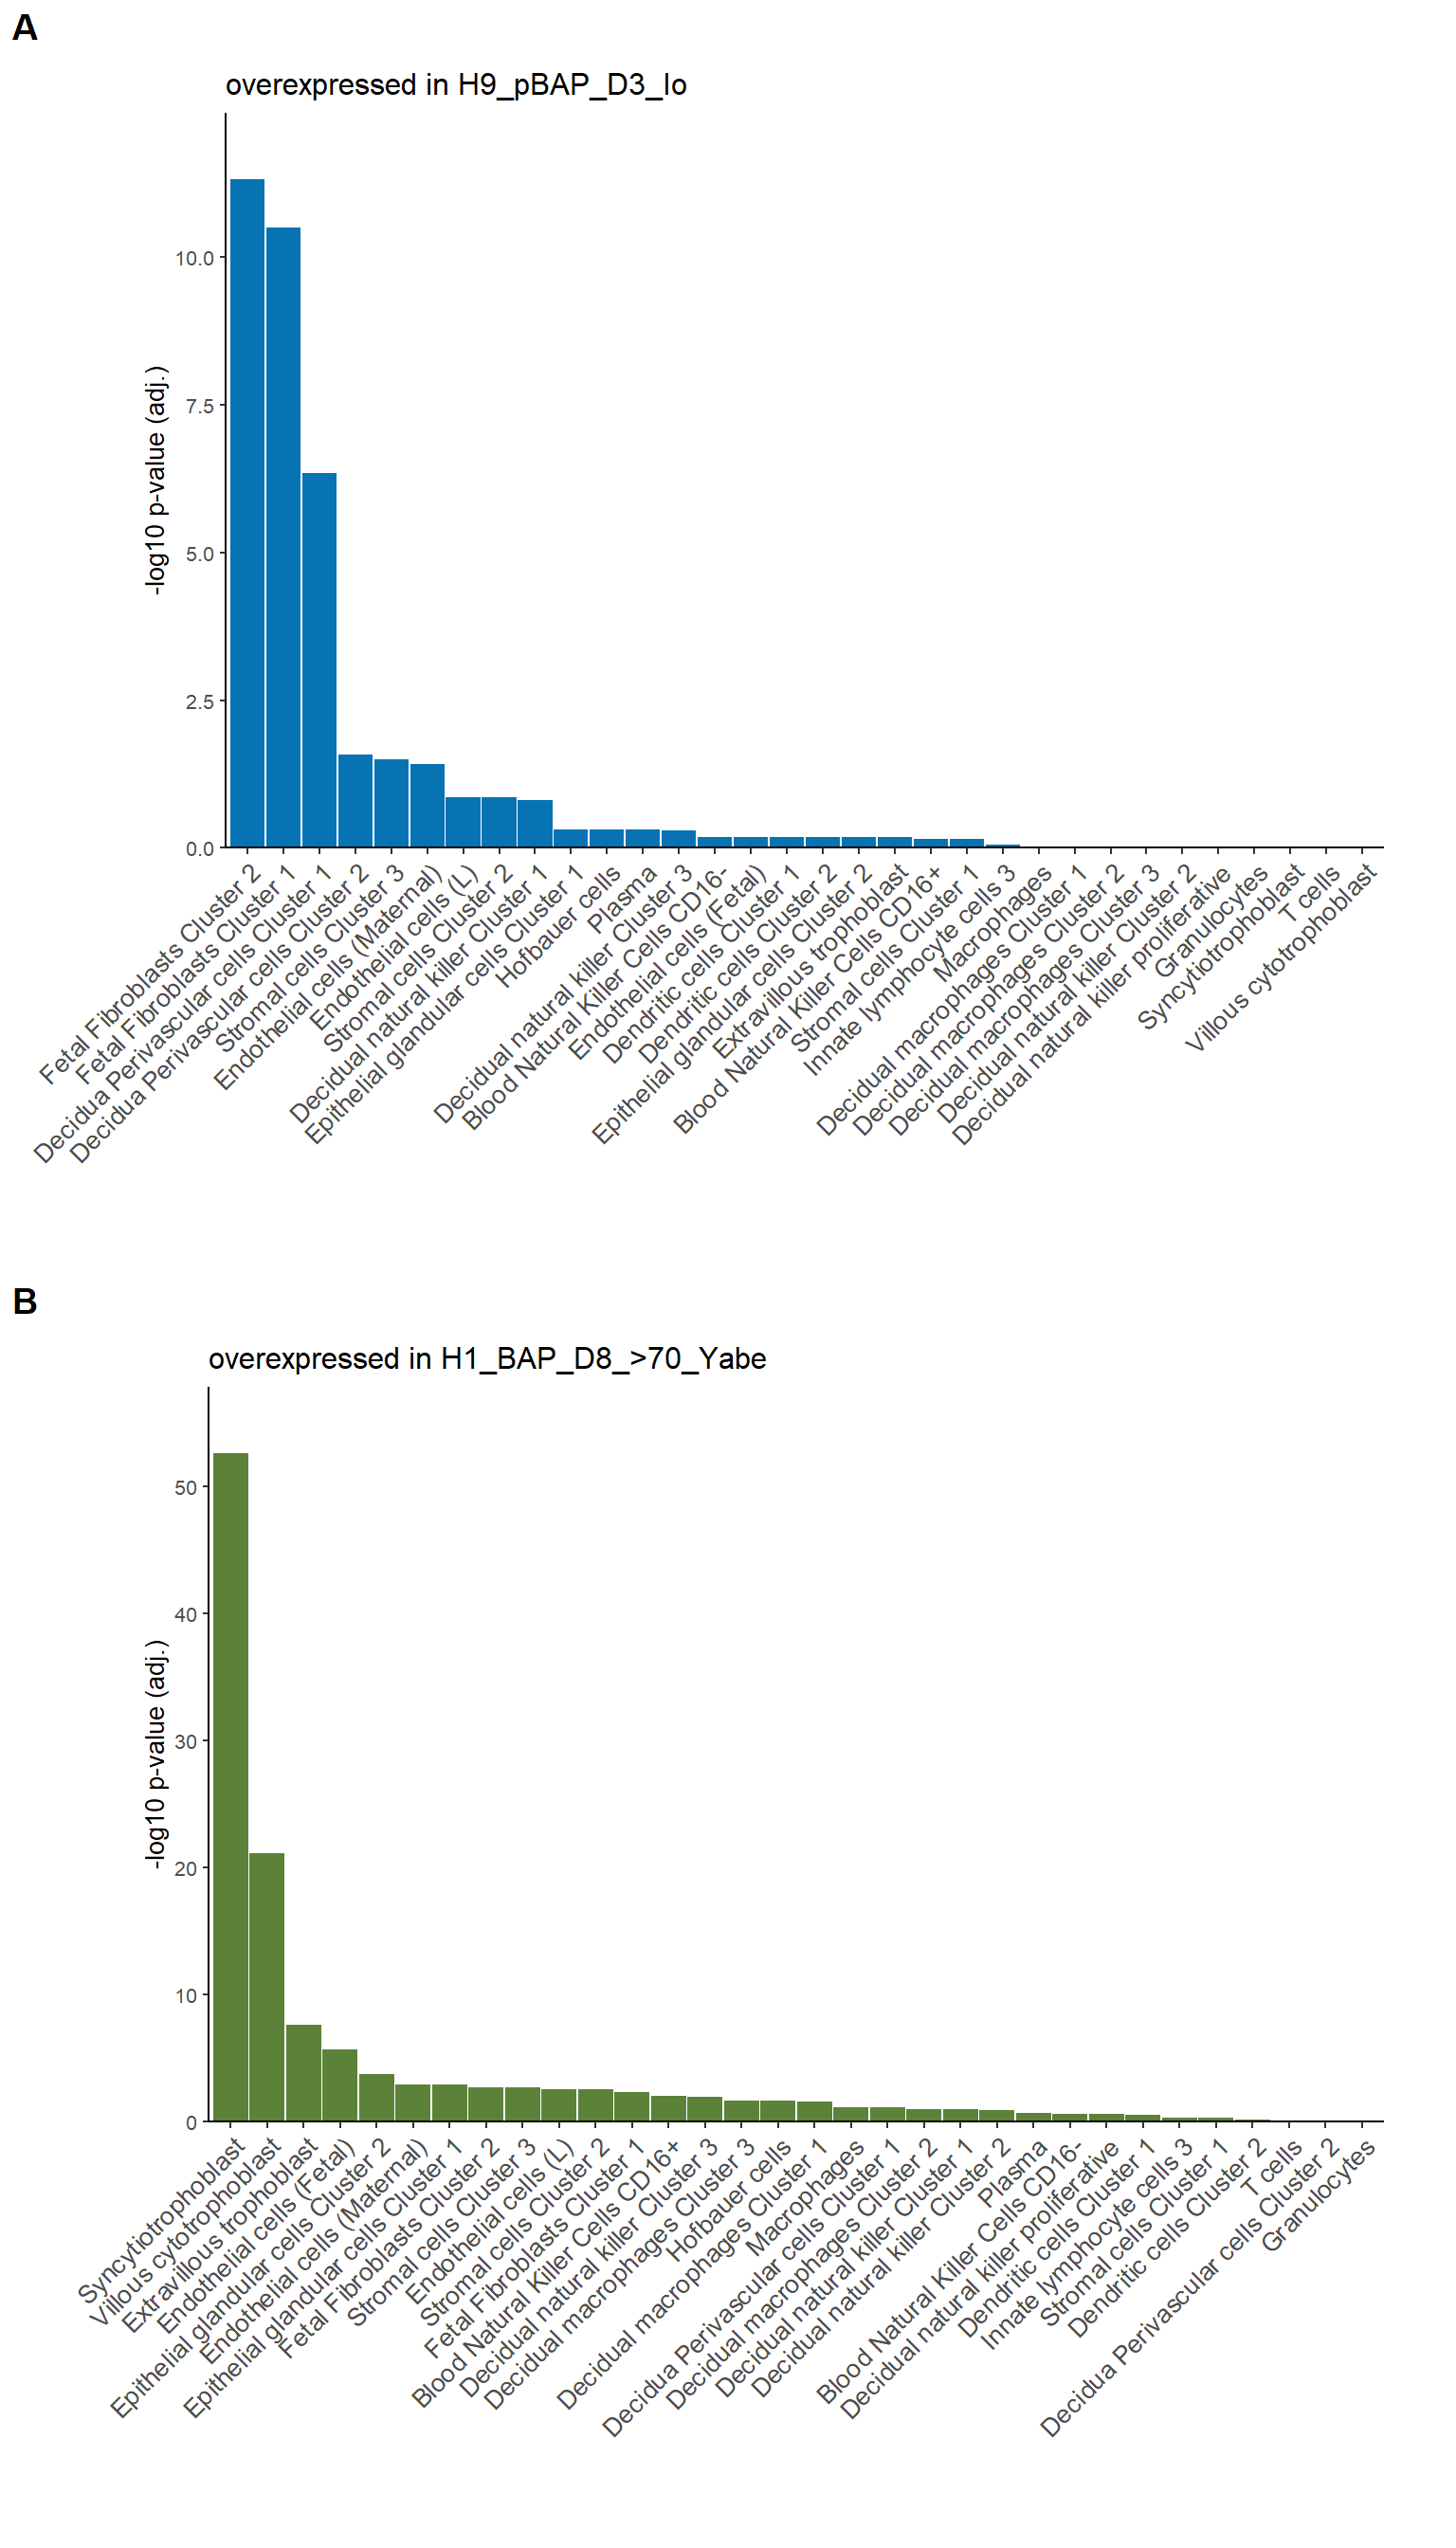 A
overexpressed in H9_pBAP_D3_Io
-log10 p-value (adj.)
10.0
7.5
5.0
2.5
0.0
Fetal Fibroblasts Cluster 2
Fetal Fibroblasts Cluster 1
Decidua Perivascular cells Cluster 1
Decidua Perivascular cells Cluster 2
Stromal cells Cluster 3
Endothelial cells (Maternal)
Endothelial cells (L)
Stromal cells Cluster 2
Decidual natural killer Cluster 1
Epithelial glandular cells Cluster 1
Hofbauer cells
Plasma
Decidual natural killer Cluster 3
Blood Natural Killer Cells CD16-
Endothelial cells (Fetal)
Dendritic cells Cluster 1
Dendritic cells Cluster 2
Epithelial glandular cells Cluster 2
Extravillous trophoblast
Blood Natural Killer Cells CD16+
Stromal cells Cluster 1
Innate lymphocyte cells 3
Macrophages
Decidual macrophages Cluster 1
Decidual macrophages Cluster 2
Decidual macrophages Cluster 3
Decidual natural killer Cluster 2
Decidual natural killer proliferative
Granulocytes
Syncytiotrophoblast
T cells
Villous cytotrophoblast
B
overexpressed in H1_BAP_D8_>70_Yabe
-log10 p-value (adj.)
50
40
30
20
10
0
Syncytiotrophoblast
Villous cytotrophoblast
Extravillous trophoblast
Endothelial cells (Fetal)
Epithelial glandular cells Cluster 2
Endothelial cells (Maternal)
Epithelial glandular cells Cluster 1
Fetal Fibroblasts Cluster 2
Stromal cells Cluster 3
Endothelial cells (L)
Stromal cells Cluster 2
Fetal Fibroblasts Cluster 1
Blood Natural Killer Cells CD16+
Decidual natural killer Cluster 3
Decidual macrophages Cluster 3
Hofbauer cells
Decidual macrophages Cluster 1
Macrophages
Decidua Perivascular cells Cluster 1
Decidual macrophages Cluster 2
Decidual natural killer Cluster 1
Decidual natural killer Cluster 2
Plasma
Blood Natural Killer Cells CD16-
Decidual natural killer proliferative
Dendritic cells Cluster 1
Innate lymphocyte cells 3
Stromal cells Cluster 1
Dendritic cells Cluster 2
T cells
Decidua Perivascular cells Cluster 2
Granulocytes